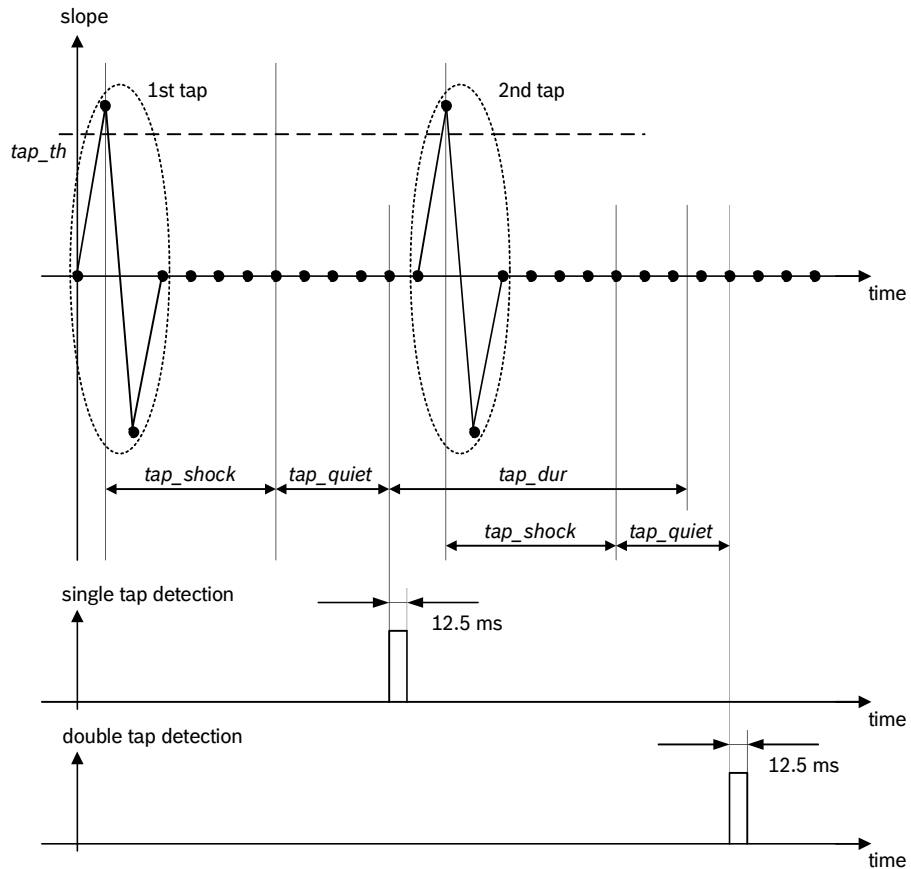 slope
1st tap
2nd tap
tap_th
time
tap_shock
tap_quiet
tap_dur
tap_shock
tap_quiet
single tap detection
12.5 ms
time
double tap detection
12.5 ms
time